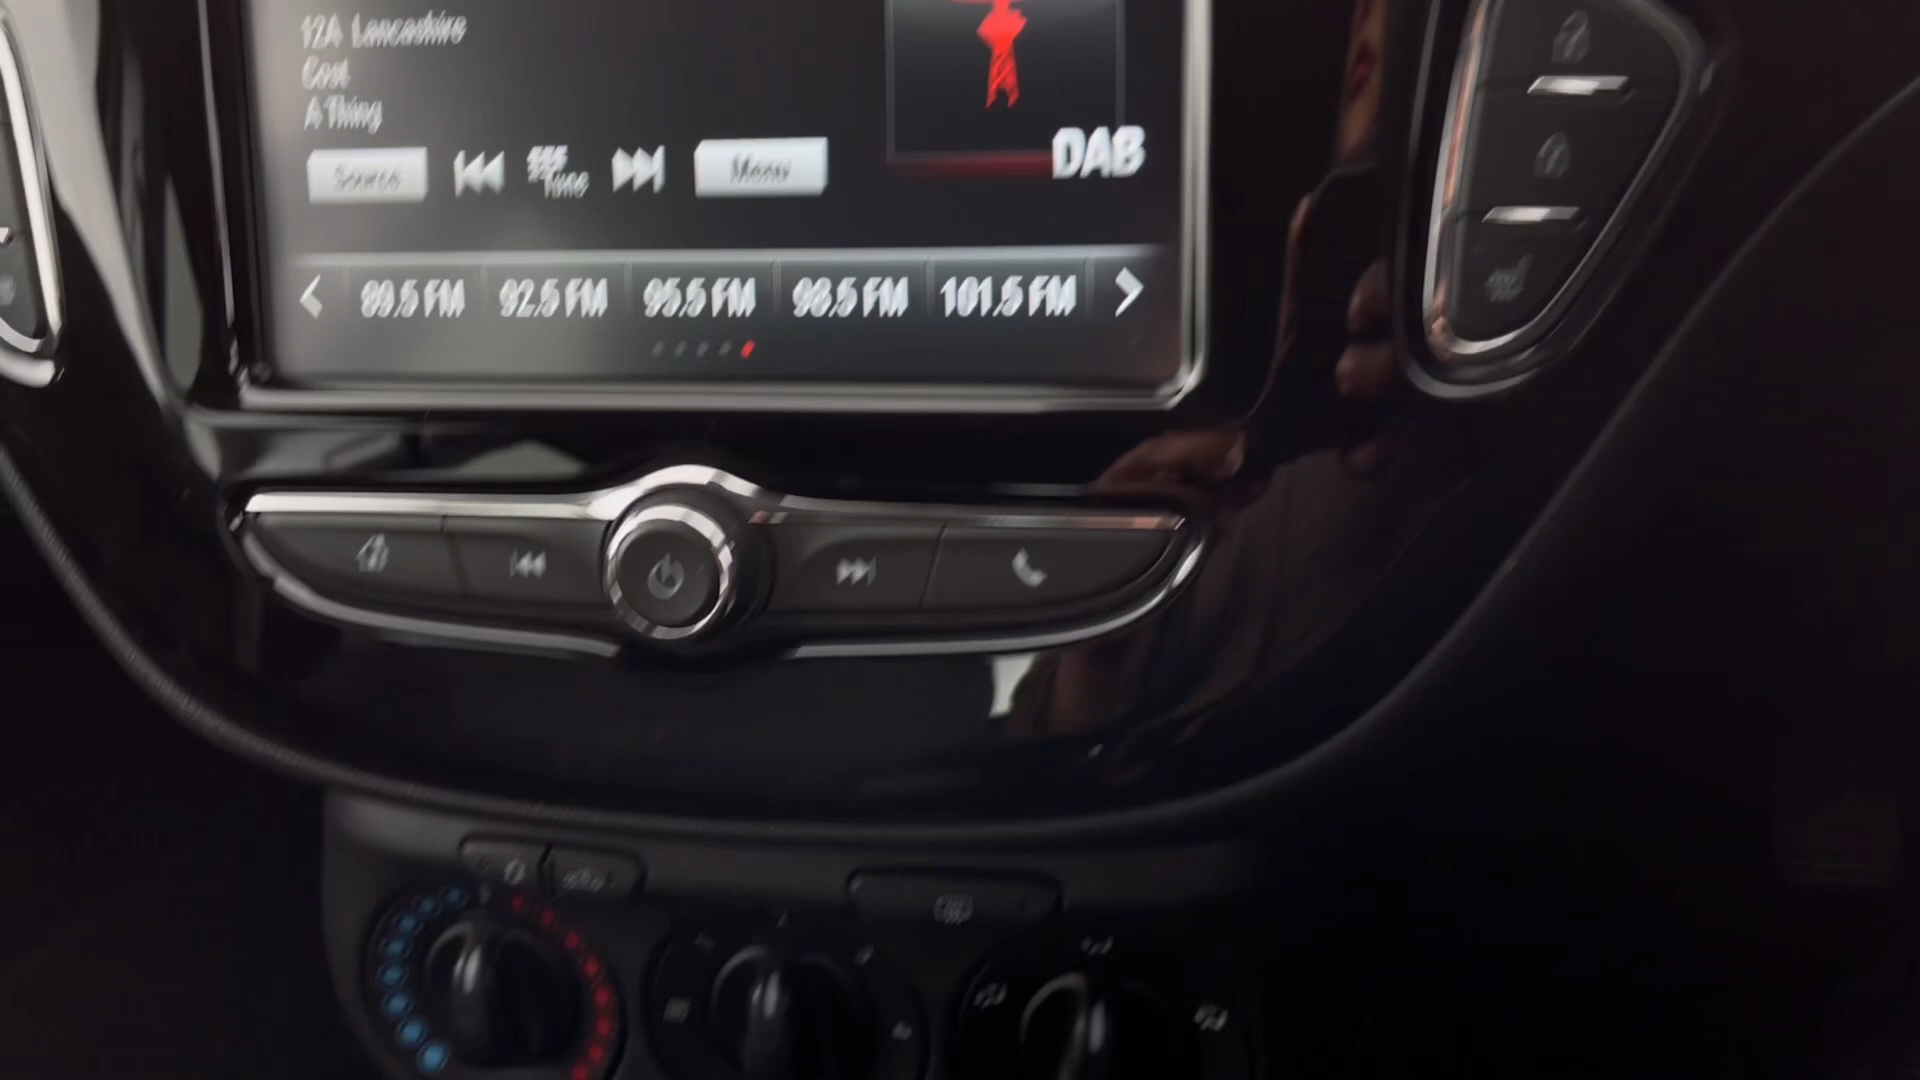 12A Lancashire
Cost
A Thing
Source
Tune
Menu
DAB
89.5 FM 92.5 FM 95.5 FM 98.5 FM 101.5 FM